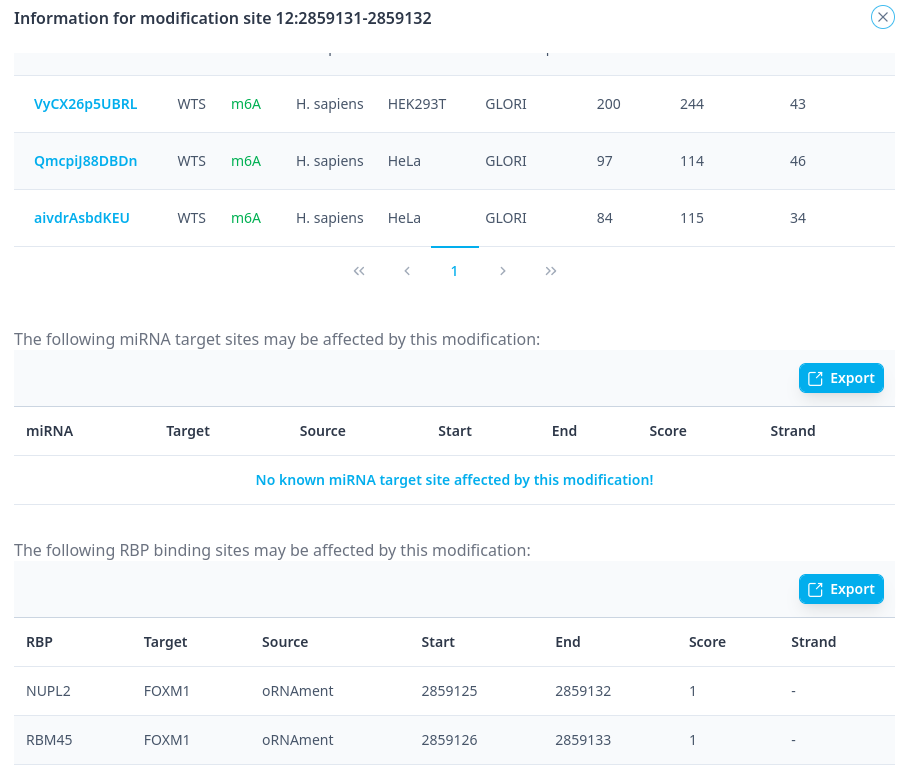 Information for modification site 12:2859131-2859132
VyCX26p5UBRL WTS m6A H. sapiens HEK293T GLORI 200 244 43
QmcpiJ88DBDn WTS m6A H. sapiens HeLa GLORI 97 114 46
aivdrAsbdKEU WTS m6A H. sapiens HeLa GLORI 84 115 34
« ‹ 1 › »
The following miRNA target sites may be affected by this modification:
Export
miRNA Target Source Start End Score Strand
No known miRNA target site affected by this modification!
The following RBP binding sites may be affected by this modification:
Export
RBP Target Source Start End Score Strand
NUPL2 FOXM1 oRNAment 2859125 2859132 1 -
RBM45 FOXM1 oRNAment 2859126 2859133 1 -